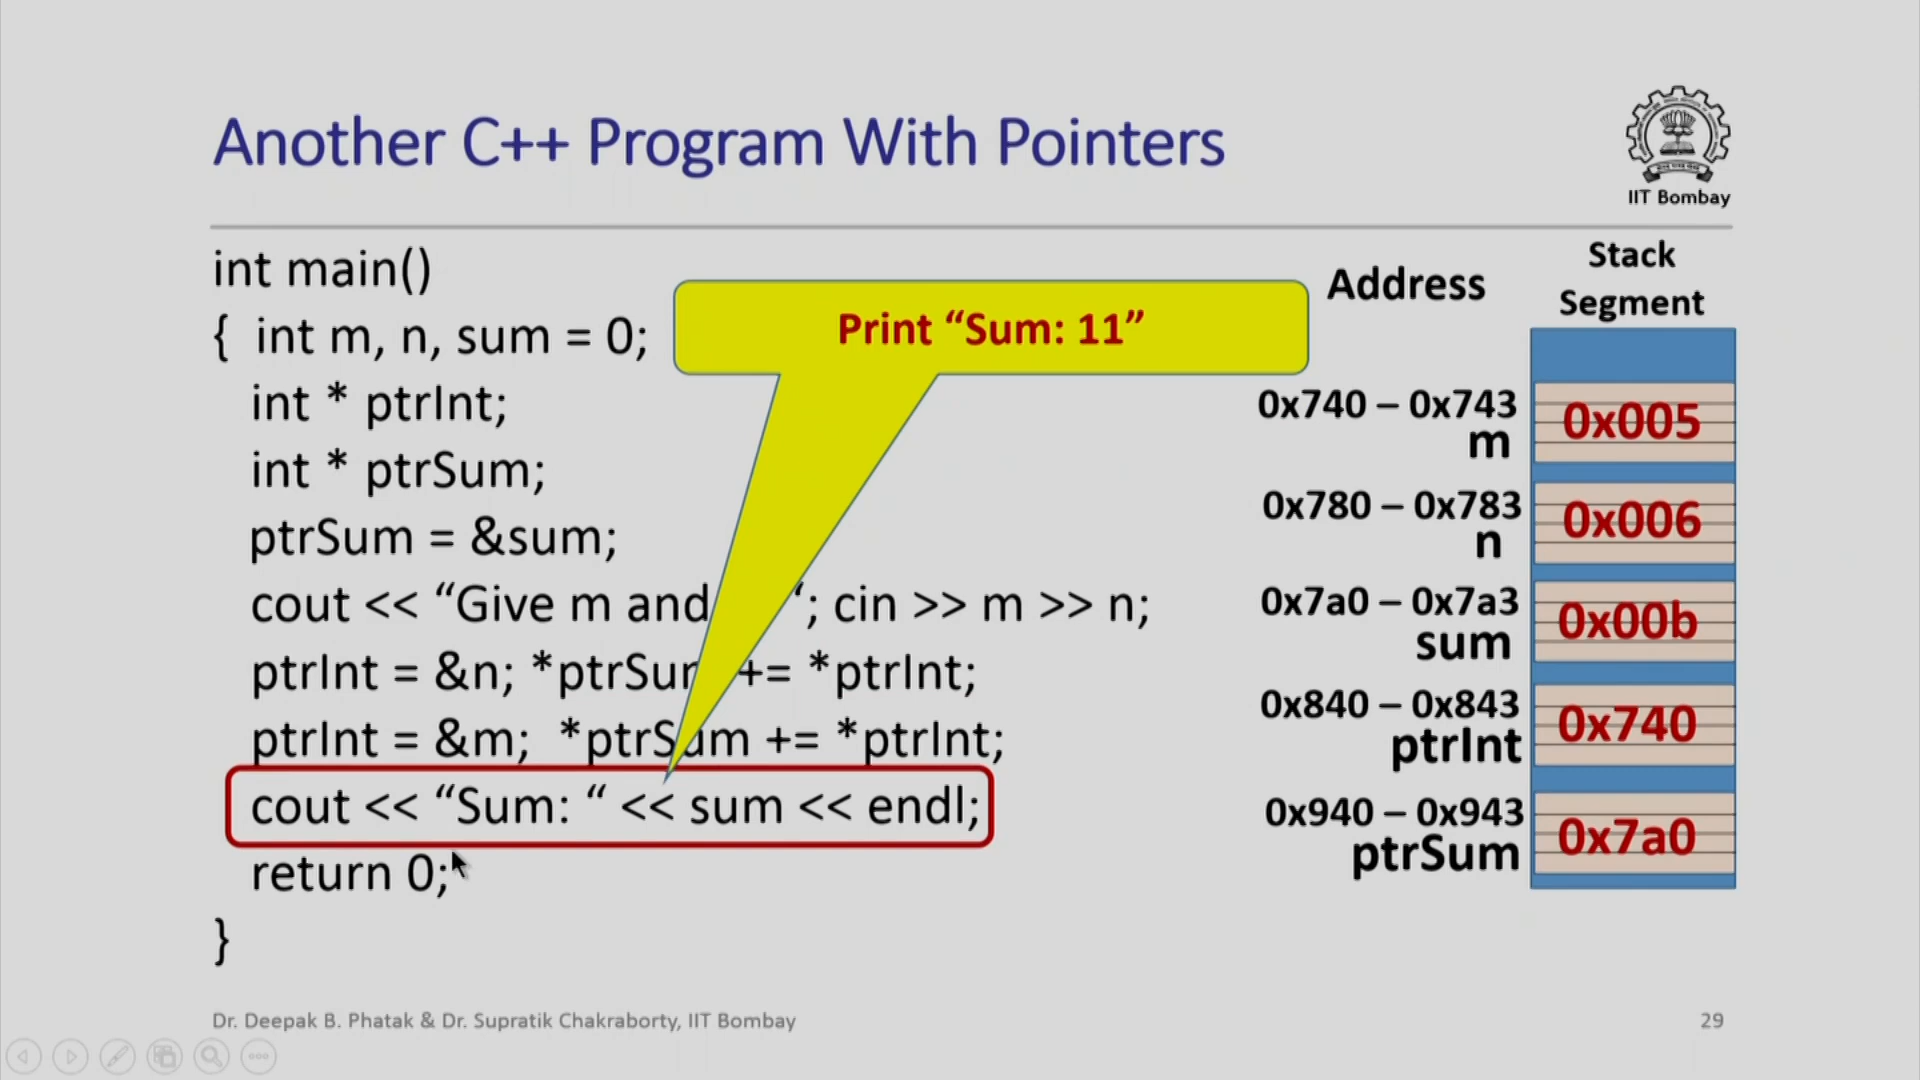 Another C++ Program With Pointers
IIT Bombay
int main()
{ int m, n, sum = 0;
int * ptrInt;
int * ptrSum;
ptrSum = &sum;
cout << “Give m and “; cin >> m >> n;
ptrInt = &n; *ptrSum += *ptrInt;
ptrInt = &m; *ptrSum += *ptrInt;
cout << “Sum: “ << sum << endl;
return 0;
}
Print “Sum: 11”
Address
Stack
Segment
0x740 – 0x743
m
0x005
0x780 – 0x783
n
0x006
0x7a0 – 0x7a3
sum
0x00b
0x840 – 0x843
ptrInt
0x740
0x940 – 0x943
ptrSum
0x7a0
Dr. Deepak B. Phatak & Dr. Supratik Chakraborty, IIT Bombay
29